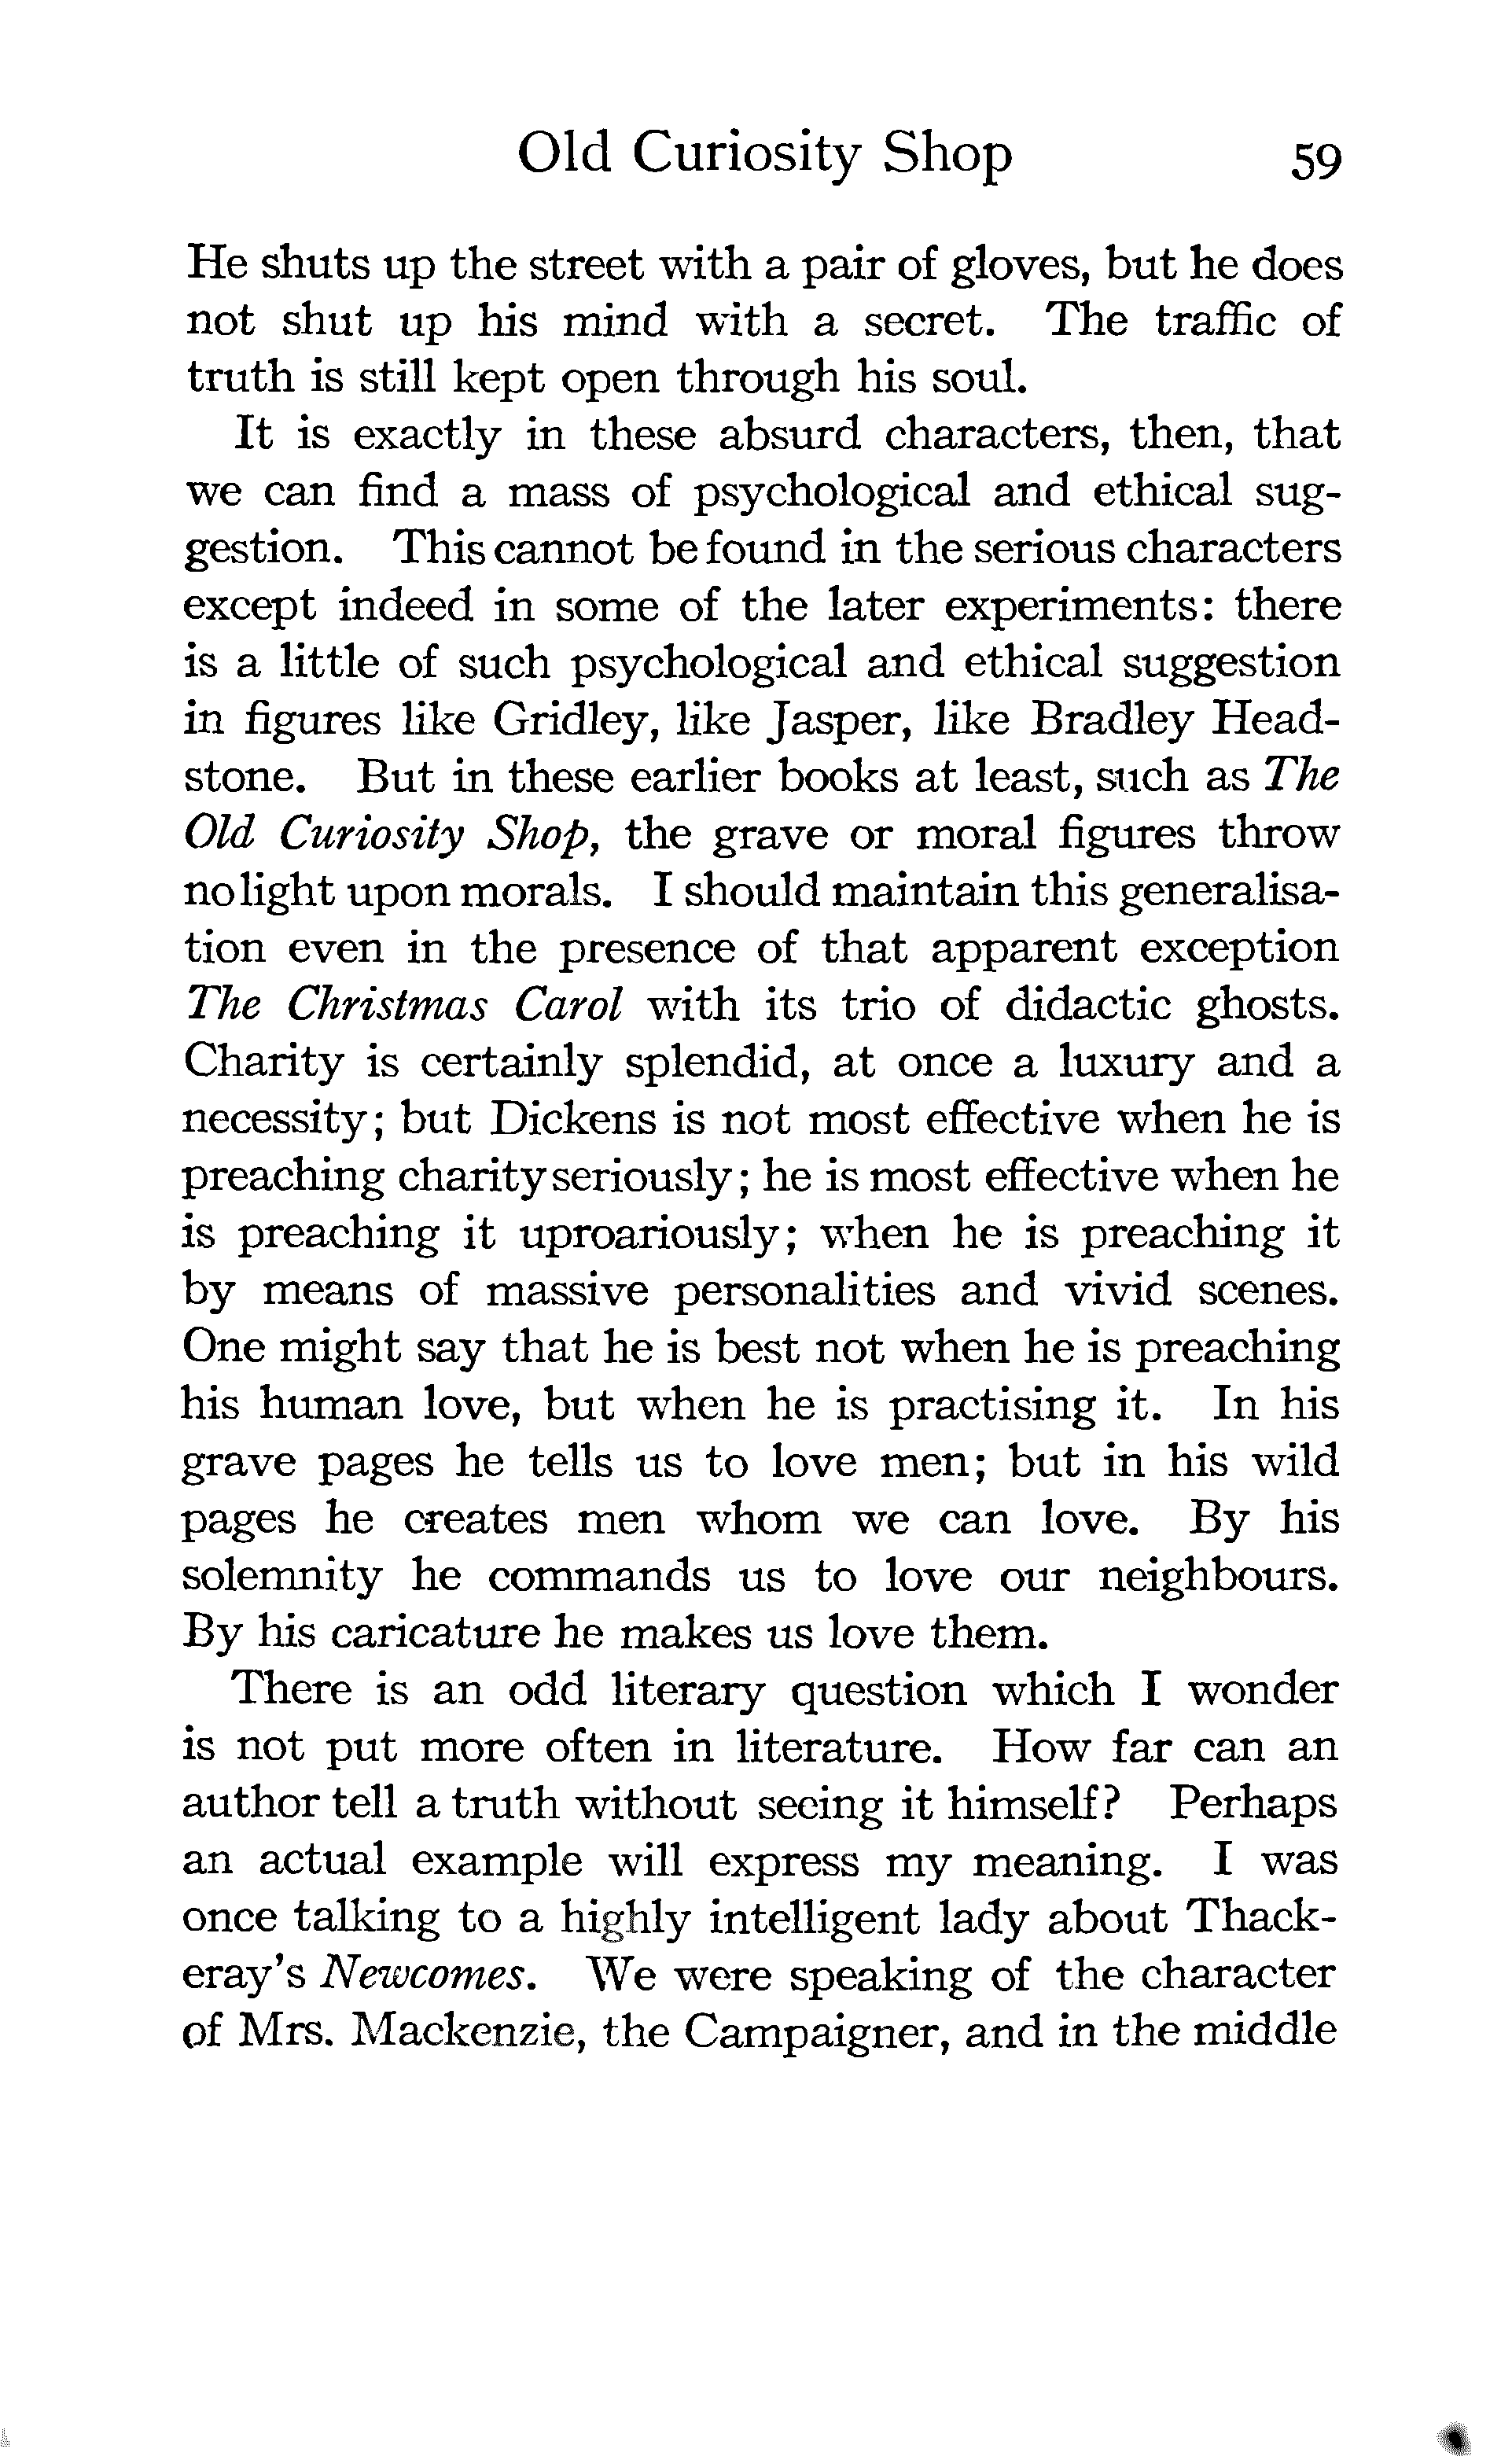 Old Curiosity Shop 59
He shuts up the street with a pair of gloves, but he does
not shut up his mind with a secret. The traffic of
truth is still kept open through his soul.
It is exactly in these absurd characters, then, that
we can find a mass of psychological and ethical sug-
gestion. This cannot be found in the serious characters
except indeed in some of the later experiments: there
is a little of such psychological and ethical suggestion
in figures like Gridley, like Jasper, like Bradley Head-
stone. But in these earlier books at least, such as The
Old Curiosity Shop, the grave or moral figures throw
no light upon morals. I should maintain this generalisa-
tion even in the presence of that apparent exception
The Christmas Carol with its trio of didactic ghosts.
Charity is certainly splendid, at once a luxury and a
necessity; but Dickens is not most effective when he is
preaching charity seriously; he is most effective when he
is preaching it uproariously; when he is preaching it
by means of massive personalities and vivid scenes.
One might say that he is best not when he is preaching
his human love, but when he is practising it. In his
grave pages he tells us to love men; but in his wild
pages he creates men whom we can love. By his
solemnity he commands us to love our neighbours.
By his caricature he makes us love them.
There is an odd literary question which I wonder
is not put more often in literature. How far can an
author tell a truth without seeing it himself? Perhaps
an actual example will express my meaning. I was
once talking to a highly intelligent lady about Thack-
eray's Newcomes. We were speaking of the character
of Mrs. Mackenzie, the Campaigner, and in the middle